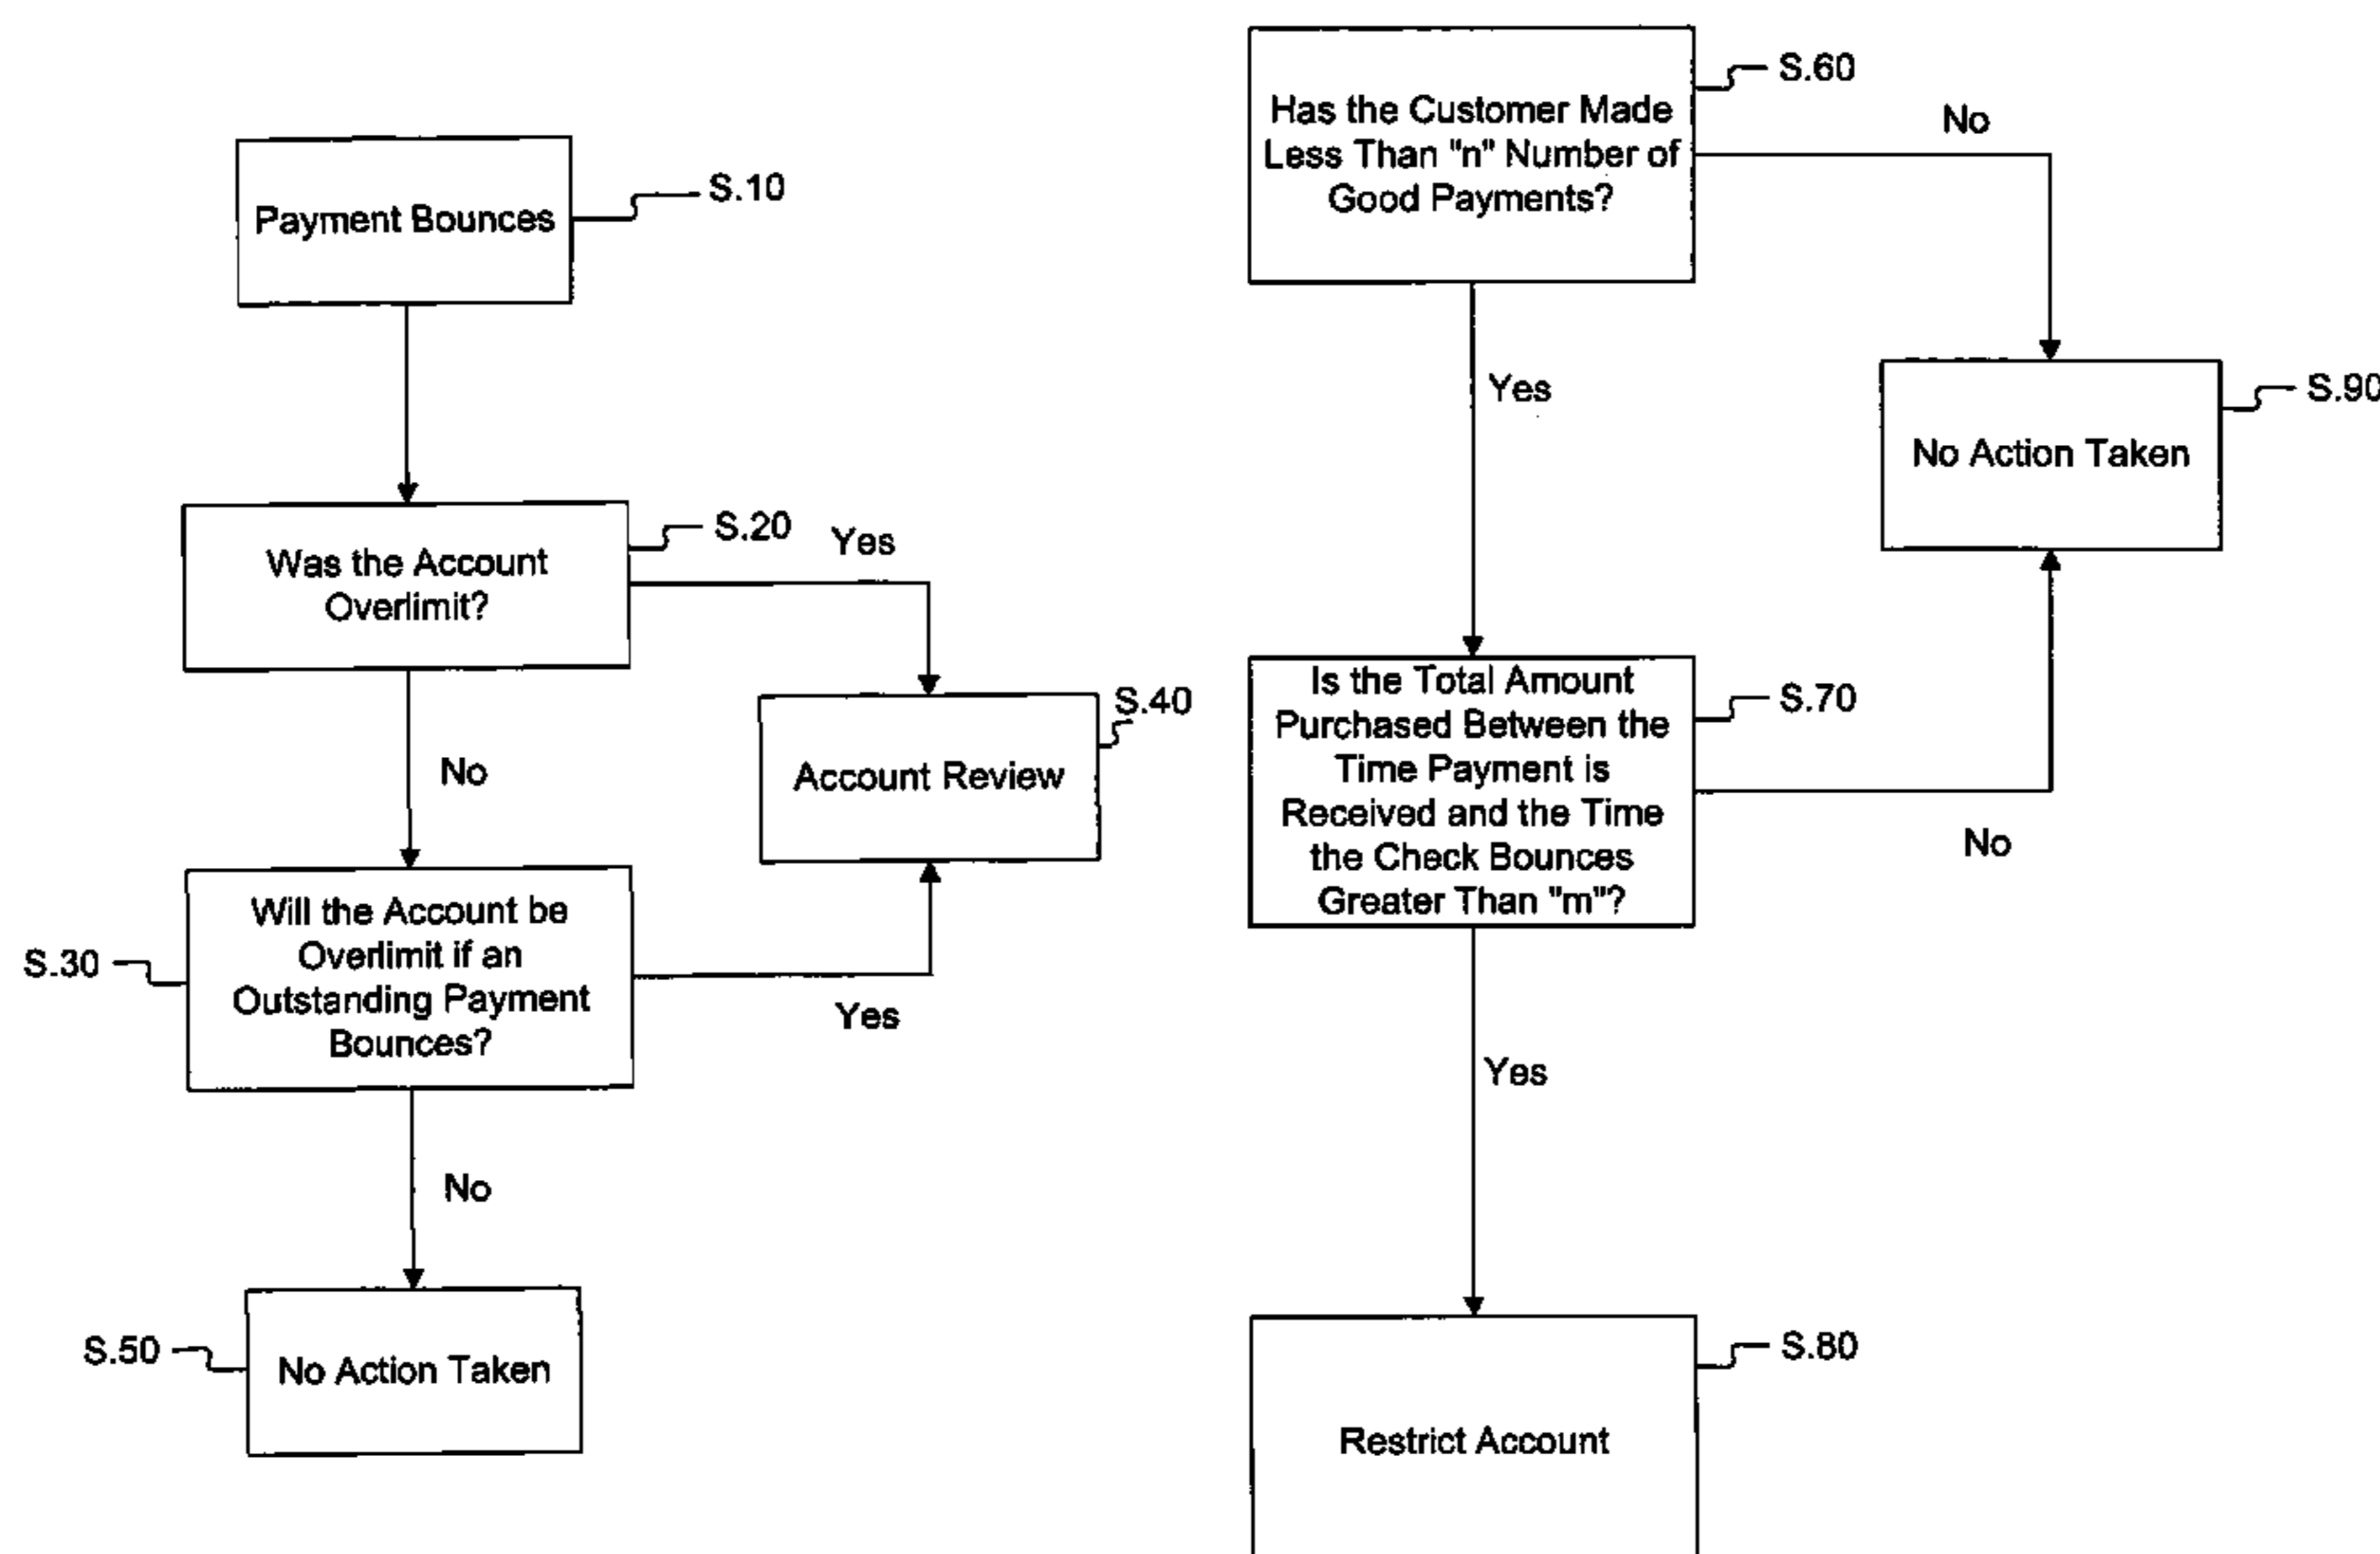 Payment Bounces
S.10
Was the Account
Overlimit?
S.20
Yes
No
Account Review
S.40
Will the Account be
Overlimit if an
Outstanding Payment
Bounces?
S.30
Yes
No
No Action Taken
S.50
Has the Customer Made
Less Than "n" Number of
Good Payments?
S.60
No
Yes
No Action Taken
S.90
Is the Total Amount
Purchased Between the
Time Payment is
Received and the Time
the Check Bounces
Greater Than "m"?
S.70
No
Yes
Restrict Account
S.80